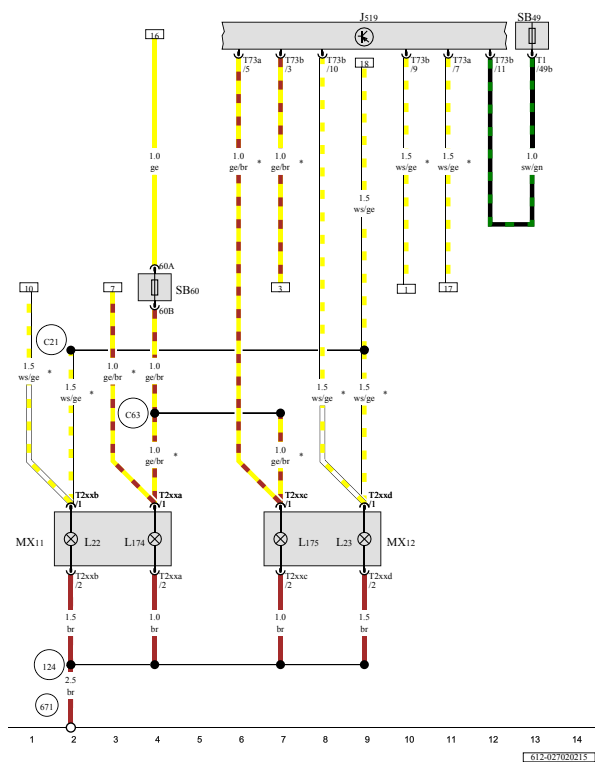 J519
SB49
16
T73a
/5
T73b
/3
T73b
/10
18
T73b
/9
T73a
/7
T73b
/11
T1
/49b
1.0
ge
1.0
ge/br *
1.0
ge/br *
1.5
ws/ge
1.5
ws/ge *
1.5
ws/ge *
1.0
sw/gn
60A
SB60
60B
10
7
3
1
17
C21
1.5
ws/ge *
1.5
ws/ge *
1.0
ge/br *
1.0
ge/br
1.5
ws/ge *
1.5
ws/ge *
C63
1.0
ge/br *
1.0
ge/br *
T2xxb
/1
T2xxa
/1
T2xxc
/1
T2xxd
/1
MX11
L22
L174
L175
L23
MX12
T2xxb
/2
T2xxa
/2
T2xxc
/2
T2xxd
/2
1.5
br
1.0
br
1.0
br
1.5
br
124
2.5
br
671
1 2 3 4 5 6 7 8 9 10 11 12 13 14
612-027020215